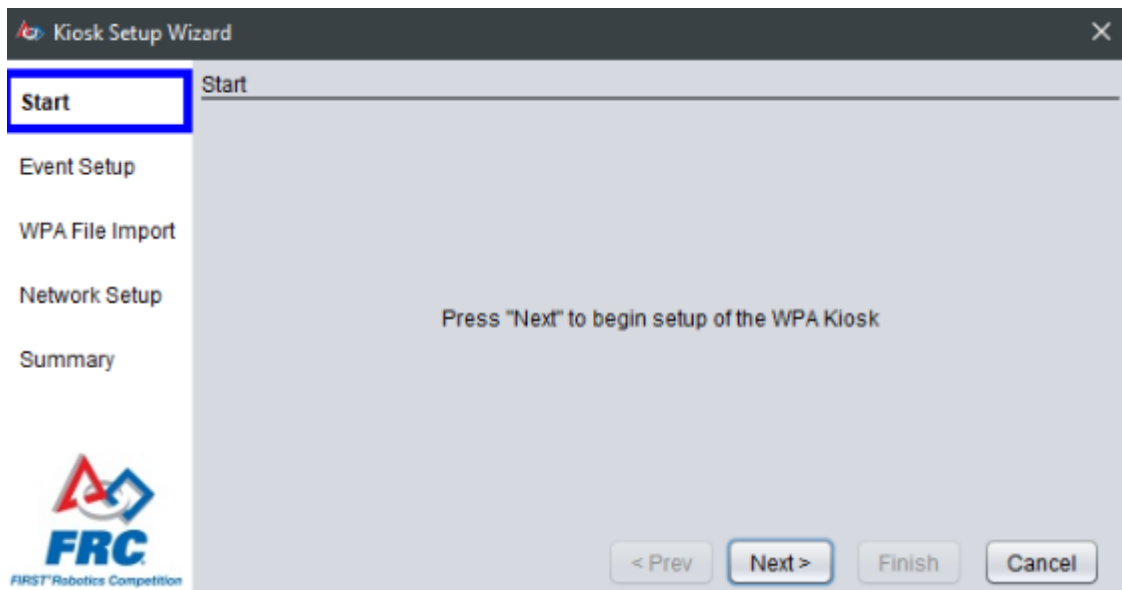 Kiosk Setup Wizard
Start
Start
Event Setup
WPA File Import
Network Setup
Summary
Press "Next" to begin setup of the WPA Kiosk
FRC
FIRST® Robotics Competition
< Prev
Next >
Finish
Cancel